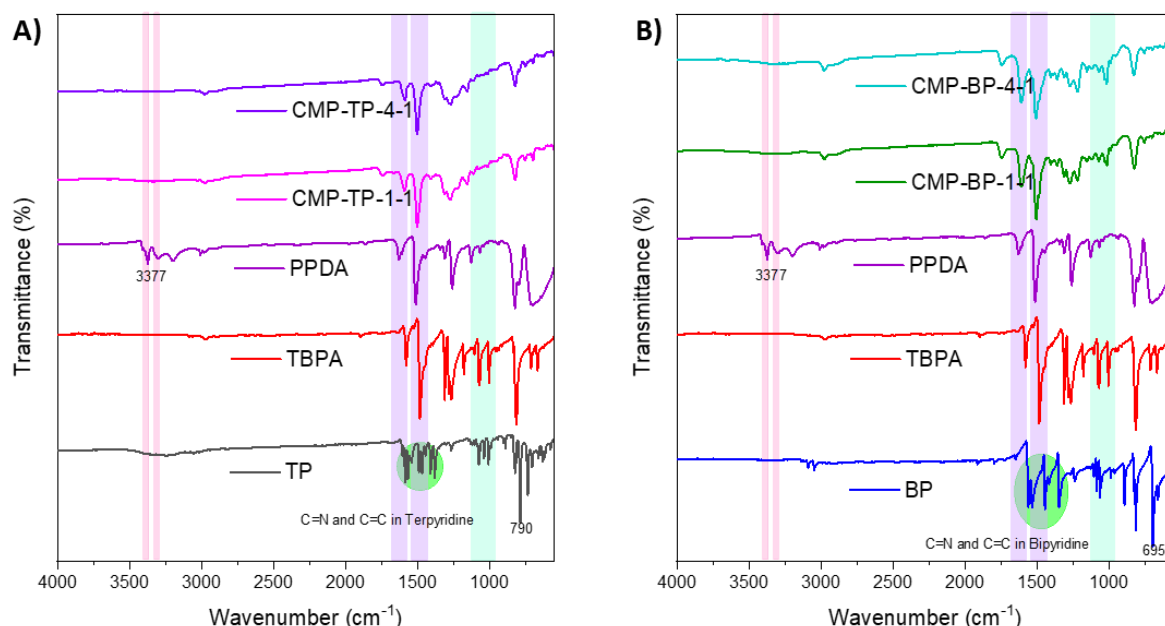 A)
Transmittance (%)
CMP-TP-4-1
CMP-TP-1-1
PPDA
3377
TBPA
TP
C=N and C=C in Terpyridine
790
4000 3500 3000 2500 2000 1500 1000
Wavenumber (cm⁻¹)
B)
Transmittance (%)
CMP-BP-4-1
CMP-BP-1-1
PPDA
3377
TBPA
BP
C=N and C=C in Bipyridine
695
4000 3500 3000 2500 2000 1500 1000
Wavenumber (cm⁻¹)